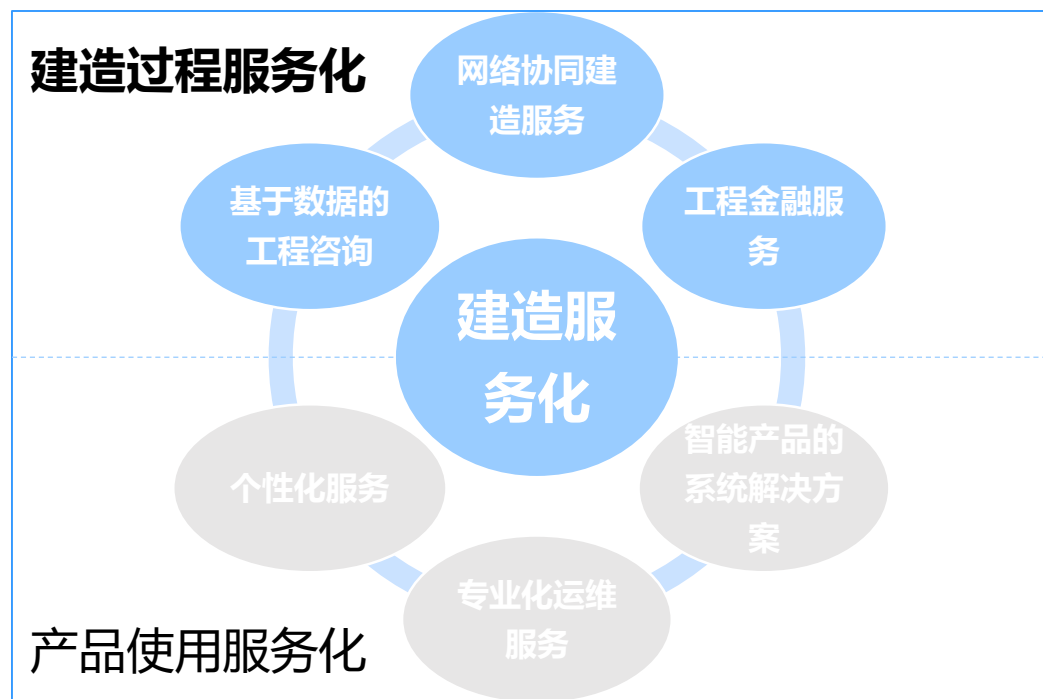 建造过程服务化
网络协同建
造服务
基于数据的
工程咨询
工程金融服
务
建造服
务化
个性化服务
智能产品的
系统解决方
案
专业化运维
服务
产品使用服务化